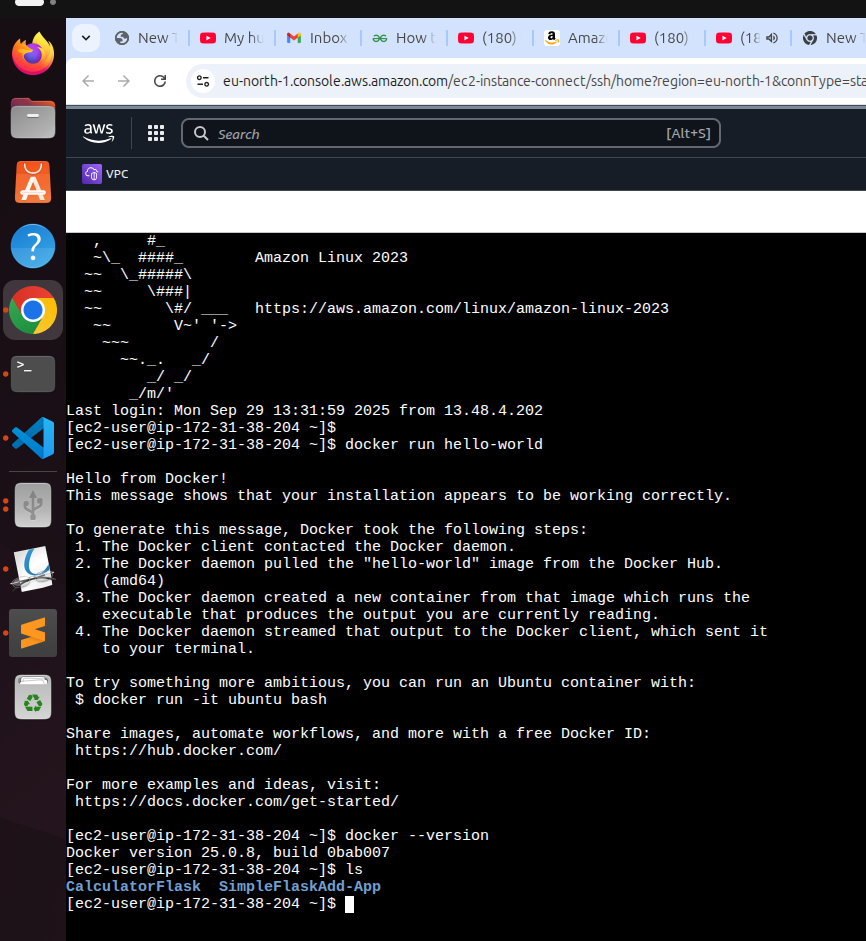 New T
My hu
Inbox
How t
(180)
Amaz
(180)
(18
New
eu-north-1.console.aws.amazon.com/ec2-instance-connect/ssh/home?region=eu-north-1&connType=sta
aws
Search
[Alt+S]
VPC
   ,     #_
   ~\_  ####_        Amazon Linux 2023
  ~~  \_#####\
  ~~     \###|
  ~~       \#/ ___   https://aws.amazon.com/linux/amazon-linux-2023
   ~~       V~' '->
    ~~~         /
      ~~._.   _/
         _/ _/
       _/m/'
Last login: Mon Sep 29 13:31:59 2025 from 13.48.4.202
[ec2-user@ip-172-31-38-204 ~]$
[ec2-user@ip-172-31-38-204 ~]$ docker run hello-world
Hello from Docker!
This message shows that your installation appears to be working correctly.
To generate this message, Docker took the following steps:
 1. The Docker client contacted the Docker daemon.
 2. The Docker daemon pulled the "hello-world" image from the Docker Hub.
    (amd64)
 3. The Docker daemon created a new container from that image which runs the
    executable that produces the output you are currently reading.
 4. The Docker daemon streamed that output to the Docker client, which sent it
    to your terminal.
To try something more ambitious, you can run an Ubuntu container with:
 $ docker run -it ubuntu bash
Share images, automate workflows, and more with a free Docker ID:
 https://hub.docker.com/
For more examples and ideas, visit:
 https://docs.docker.com/get-started/
[ec2-user@ip-172-31-38-204 ~]$ docker --version
Docker version 25.0.8, build 0bab007
[ec2-user@ip-172-31-38-204 ~]$ ls
CalculatorFlask  SimpleFlaskAdd-App
[ec2-user@ip-172-31-38-204 ~]$